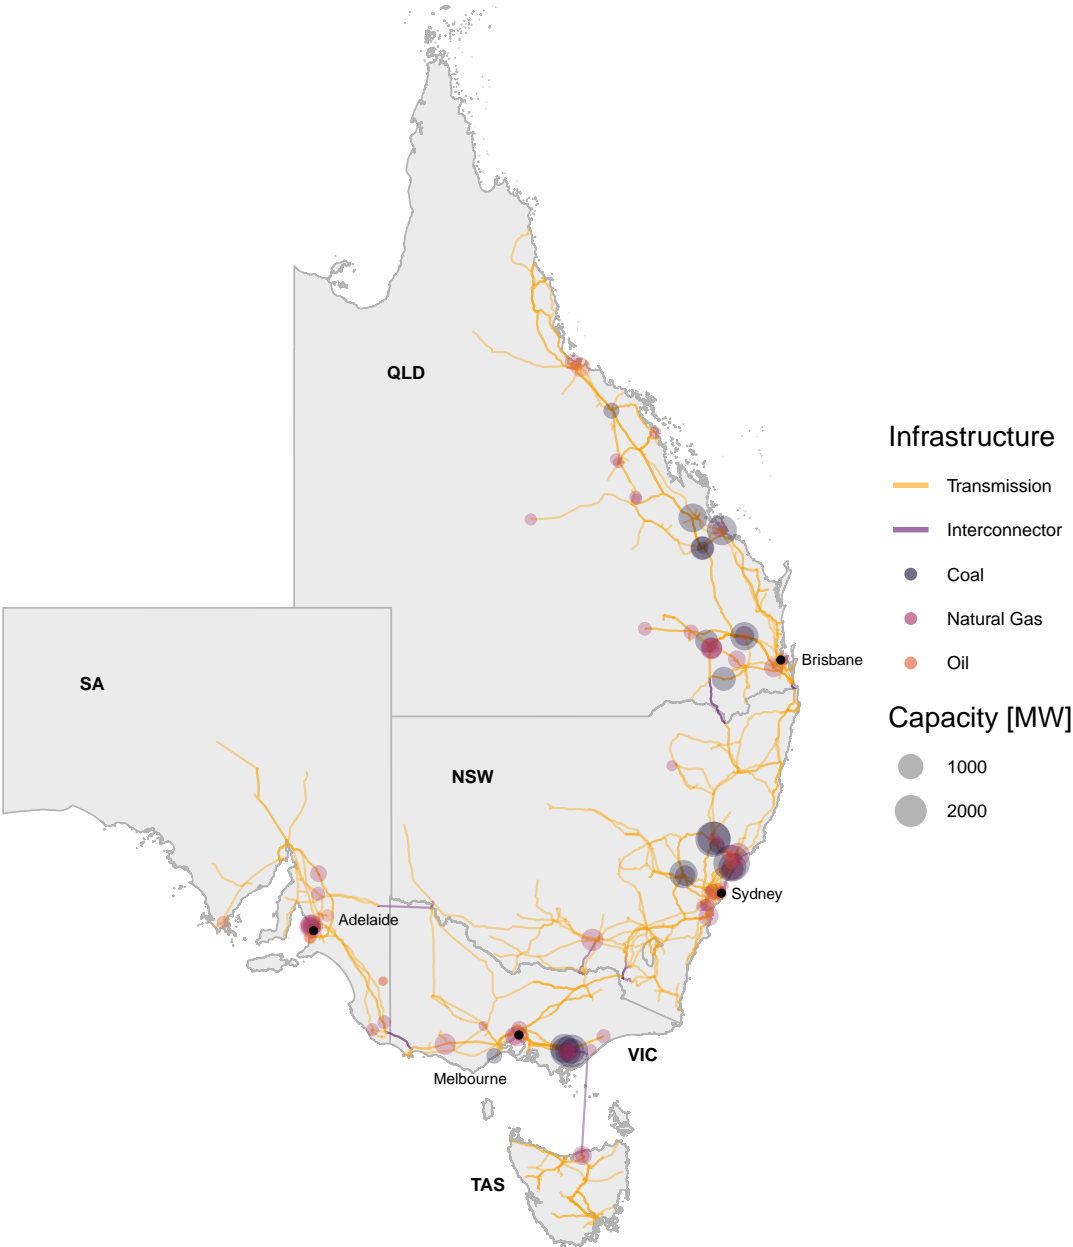 QLD
Infrastructure
Transmission
Interconnector
Coal
Natural Gas
Oil
Brisbane
SA
Capacity [MW]
1000
2000
NSW
Sydney
Adelaide
VIC
Melbourne
TAS